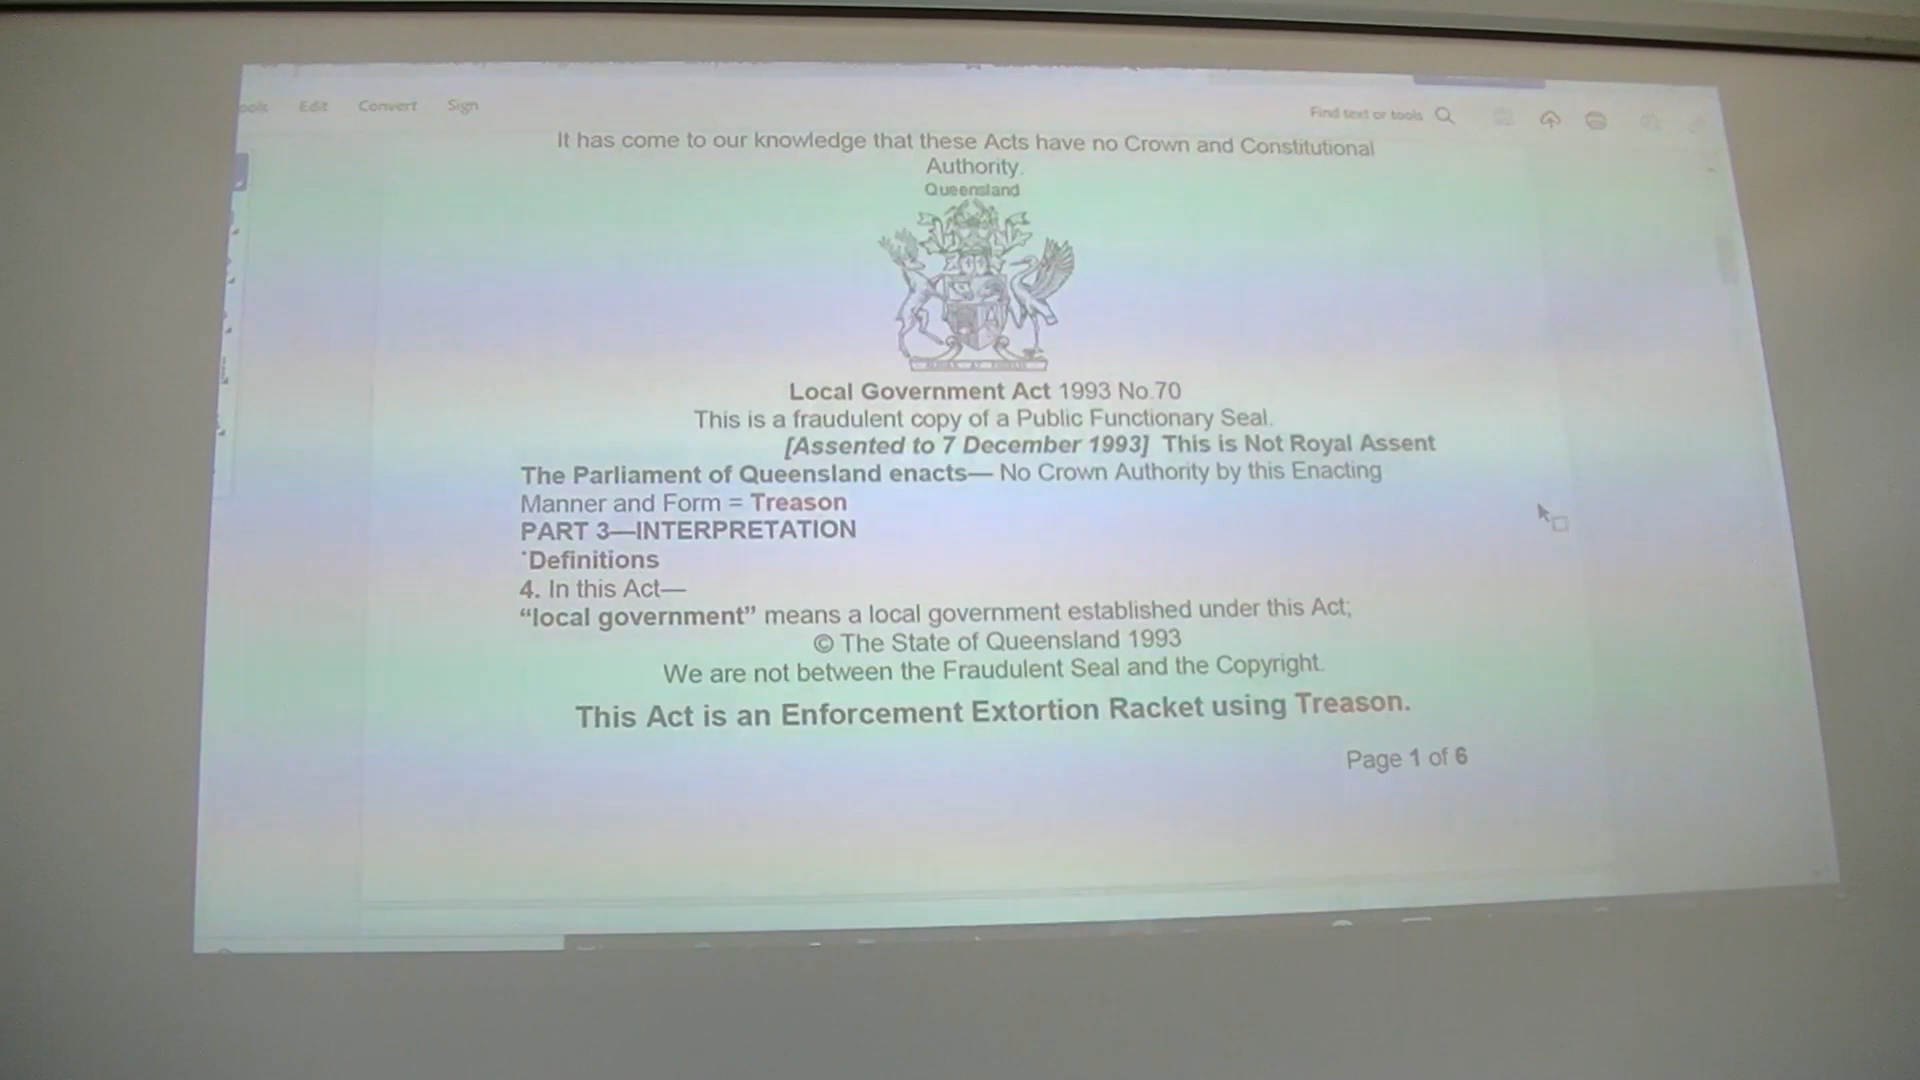 Edit Convert Sign Find text or tools
It has come to our knowledge that these Acts have no Crown and Constitutional
Authority.
Queensland
Local Government Act 1993 No.70
This is a fraudulent copy of a Public Functionary Seal.
[Assented to 7 December 1993] This is Not Royal Assent
The Parliament of Queensland enacts— No Crown Authority by this Enacting
Manner and Form = Treason
PART 3—INTERPRETATION
˙Definitions
4. In this Act—
“local government” means a local government established under this Act;
© The State of Queensland 1993
We are not between the Fraudulent Seal and the Copyright.
This Act is an Enforcement Extortion Racket using Treason.
Page 1 of 6